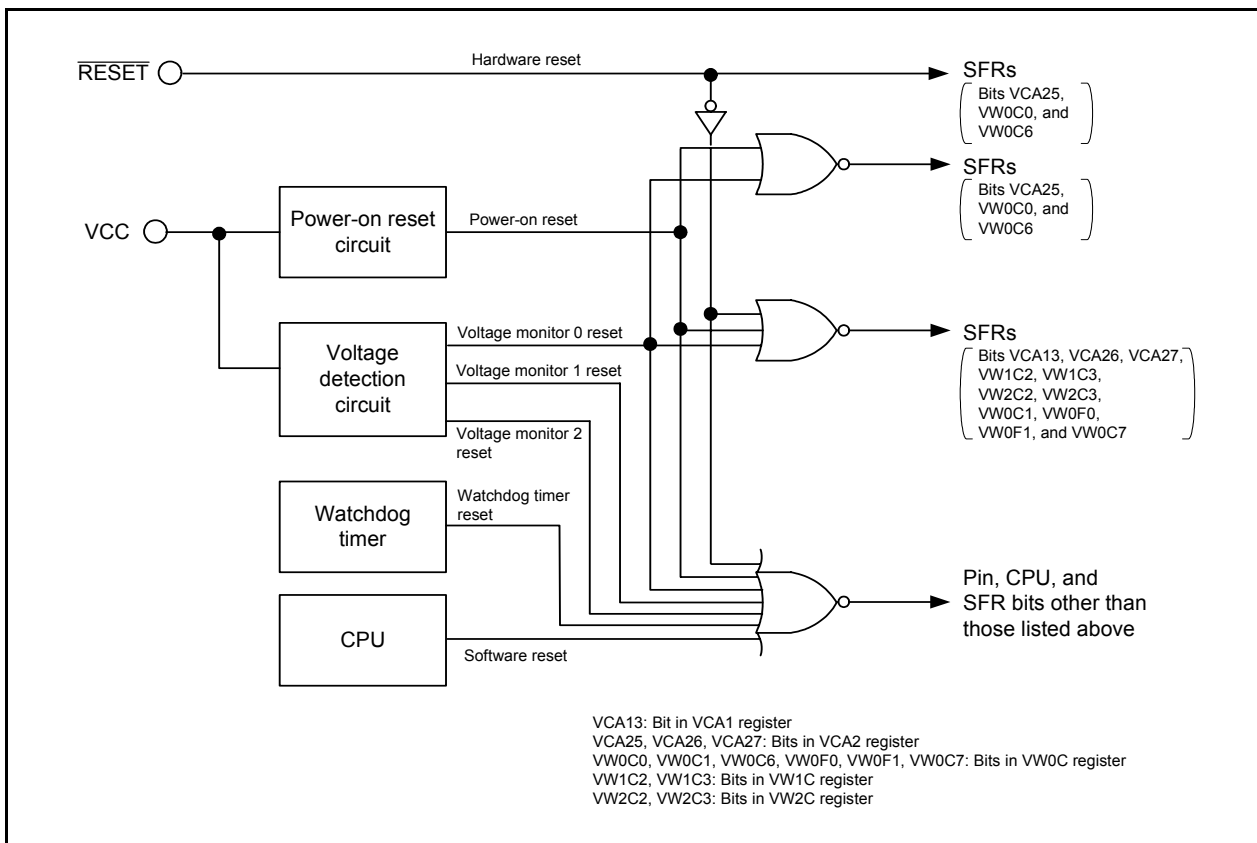 RESET
Hardware reset
SFRs
Bits VCA25,
VW0C0, and
VW0C6
SFRs
Bits VCA25,
VW0C0, and
VW0C6
VCC
Power-on reset
circuit
Power-on reset
Voltage
detection
circuit
Voltage monitor 0 reset
Voltage monitor 1 reset
Voltage monitor 2
reset
SFRs
Bits VCA13, VCA26, VCA27,
VW1C2, VW1C3,
VW2C2, VW2C3,
VW0C1, VW0F0,
VW0F1, and VW0C7
Watchdog
timer
Watchdog timer
reset
CPU
Software reset
Pin, CPU, and
SFR bits other than
those listed above
VCA13: Bit in VCA1 register
VCA25, VCA26, VCA27: Bits in VCA2 register
VW0C0, VW0C1, VW0C6, VW0F0, VW0F1, VW0C7: Bits in VW0C register
VW1C2, VW1C3: Bits in VW1C register
VW2C2, VW2C3: Bits in VW2C register